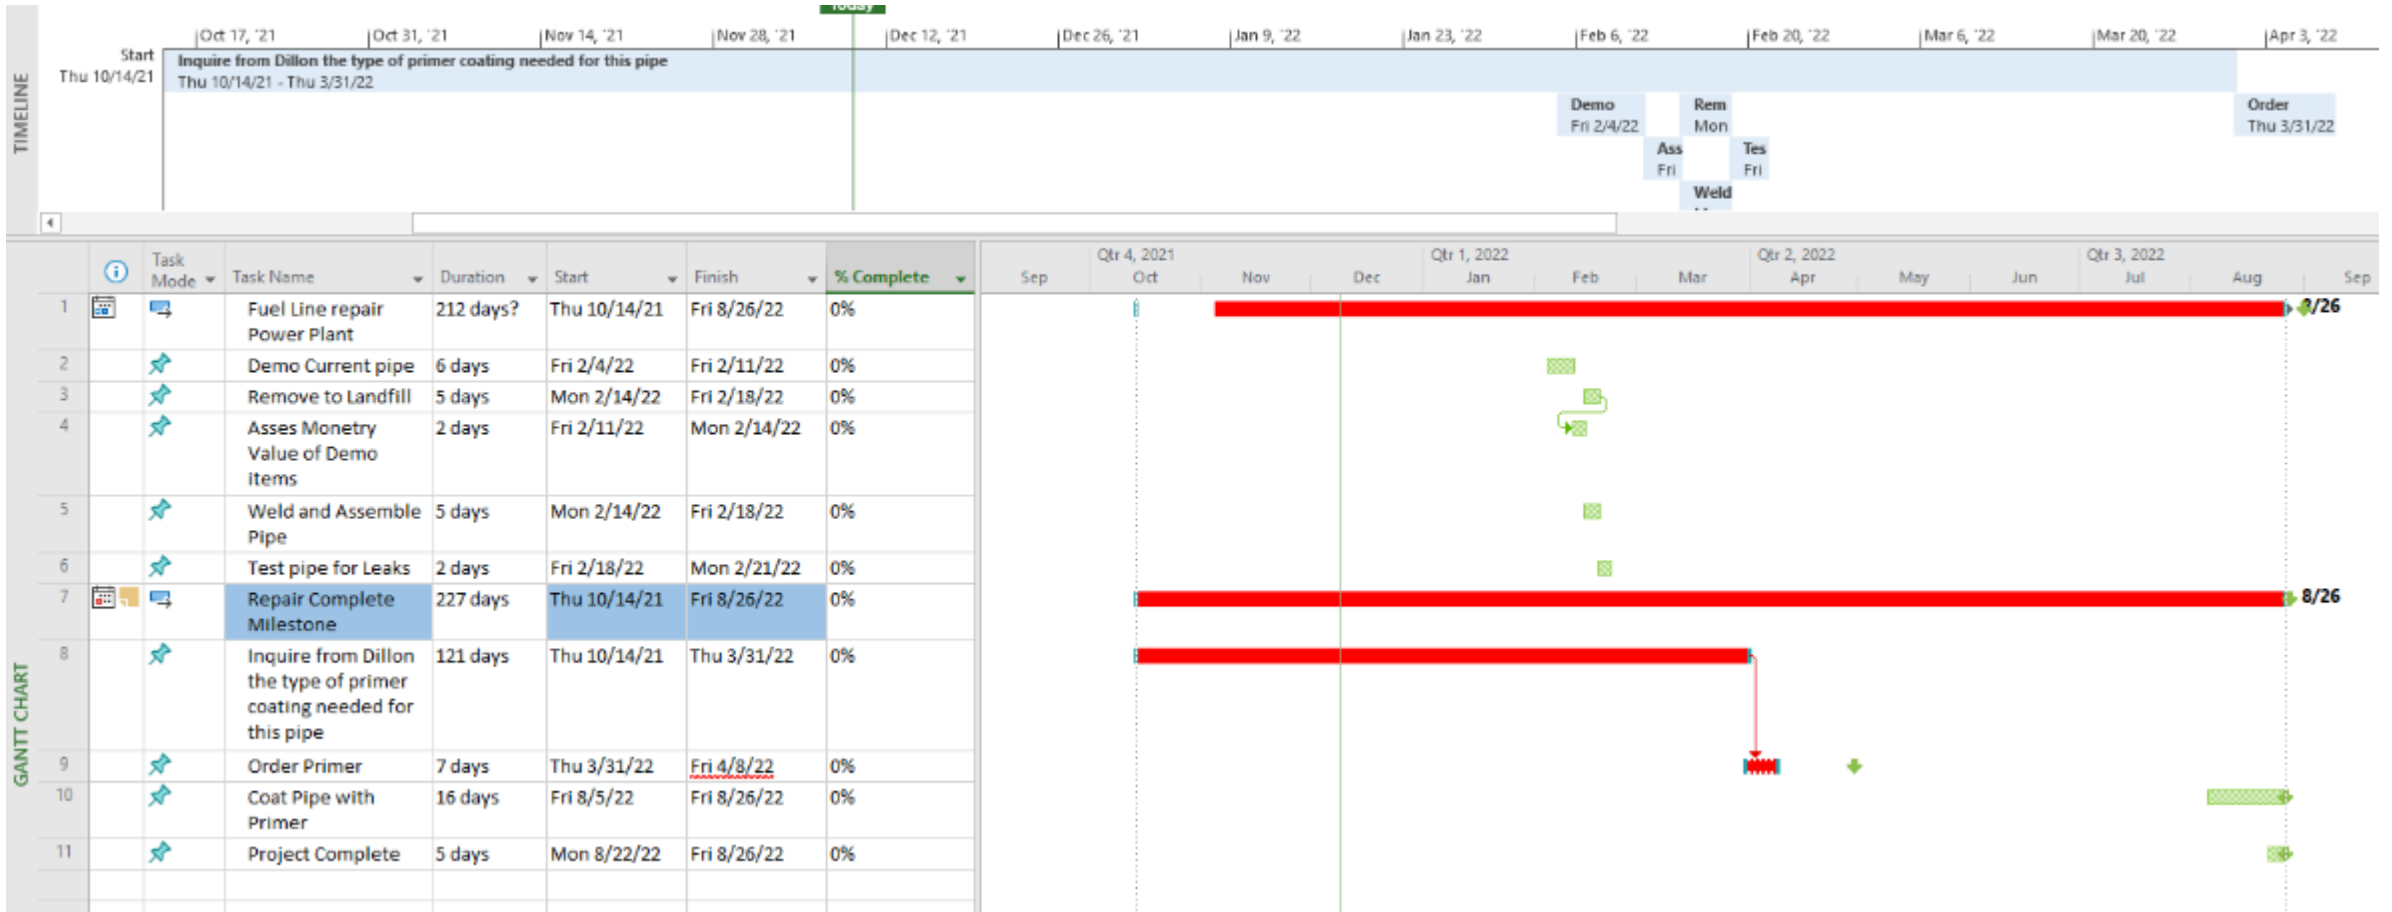 Today
Oct 17, '21 Oct 31, '21 Nov 14, '21 Nov 28, '21 Dec 12, '21 Dec 26, '21 Jan 9, '22 Jan 23, '22 Feb 6, '22 Feb 20, '22 Mar 6, '22 Mar 20, '22 Apr 3, '22
TIMELINE
Start
Thu 10/14/21
Inquire from Dillon the type of primer coating needed for this pipe
Thu 10/14/21 - Thu 3/31/22
Demo Rem Order
Fri 2/4/22 Mon Thu 3/31/22
Ass Tes
Fri Fri
Weld
GANTT CHART
Qtr 4, 2021 Qtr 1, 2022 Qtr 2, 2022 Qtr 3, 2022
Task
Mode Task Name Duration Start Finish % Complete Sep Oct Nov Dec Jan Feb Mar Apr May Jun Jul Aug Sep
1 Fuel Line repair 212 days? Thu 10/14/21 Fri 8/26/22 0% 8/26
Power Plant
2 Demo Current pipe 6 days Fri 2/4/22 Fri 2/11/22 0%
3 Remove to Landfill 5 days Mon 2/14/22 Fri 2/18/22 0%
4 Asses Monetry 2 days Fri 2/11/22 Mon 2/14/22 0%
Value of Demo
items
5 Weld and Assemble 5 days Mon 2/14/22 Fri 2/18/22 0%
Pipe
6 Test pipe for Leaks 2 days Fri 2/18/22 Mon 2/21/22 0%
7 Repair Complete 227 days Thu 10/14/21 Fri 8/26/22 0% 8/26
Milestone
8 Inquire from Dillon 121 days Thu 10/14/21 Thu 3/31/22 0%
the type of primer
coating needed for
this pipe
9 Order Primer 7 days Thu 3/31/22 Fri 4/8/22 0%
10 Coat Pipe with 16 days Fri 8/5/22 Fri 8/26/22 0%
Primer
11 Project Complete 5 days Mon 8/22/22 Fri 8/26/22 0%